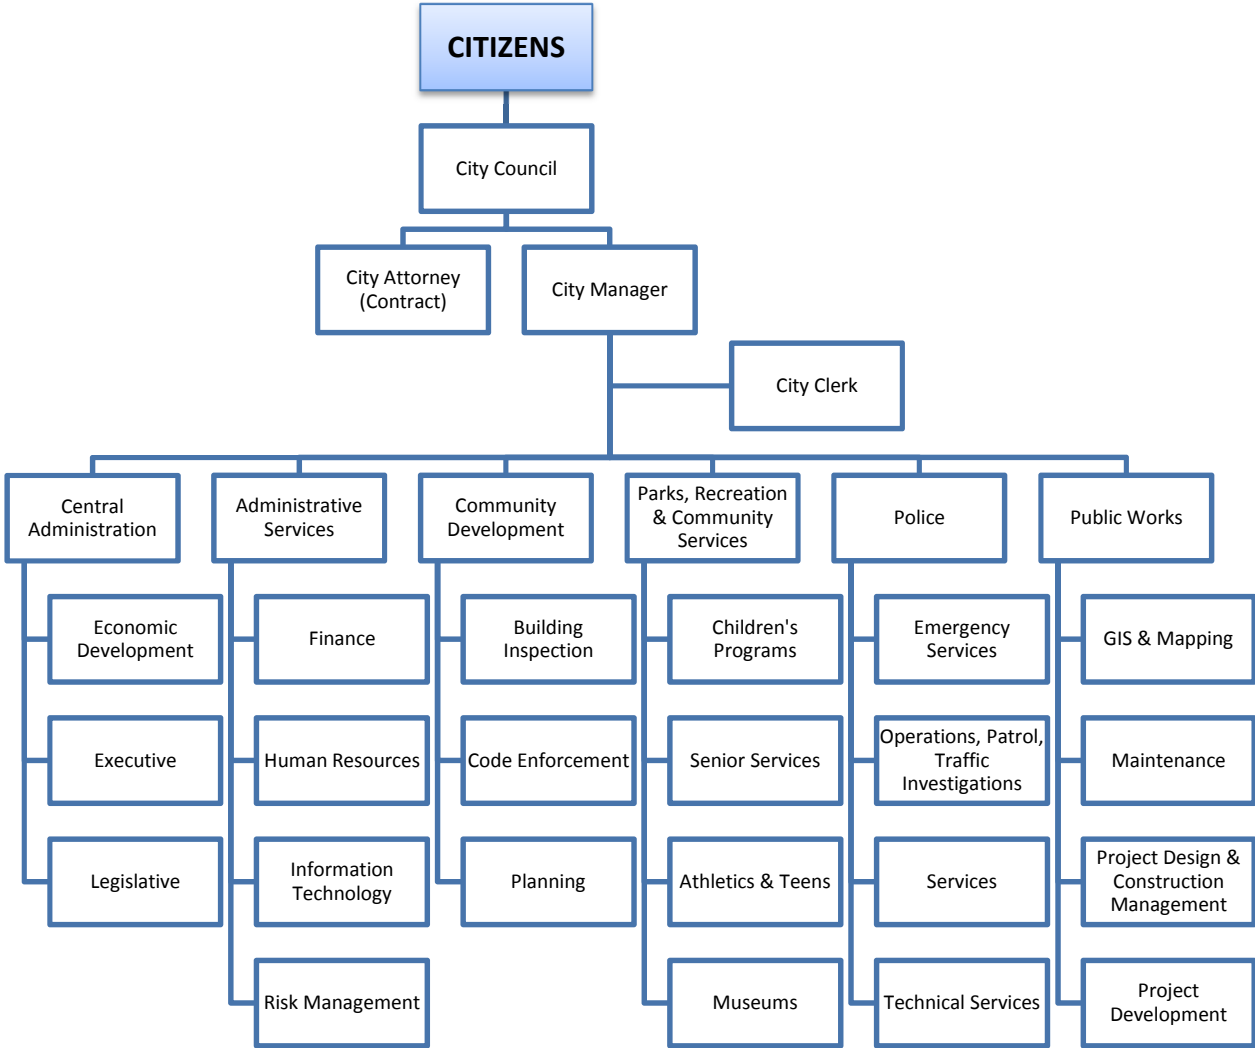 CITIZENS
City Council
City Attorney
(Contract)
City Manager
City Clerk
Central
Administration
Administrative
Services
Community
Development
Parks, Recreation
& Community
Services
Police
Public Works
Economic
Development
Finance
Building
Inspection
Children's
Programs
Emergency
Services
GIS & Mapping
Executive
Human Resources
Code Enforcement
Senior Services
Operations, Patrol,
Traffic
Investigations
Maintenance
Legislative
Information
Technology
Planning
Athletics & Teens
Services
Project Design &
Construction
Management
Risk Management
Museums
Technical Services
Project
Development